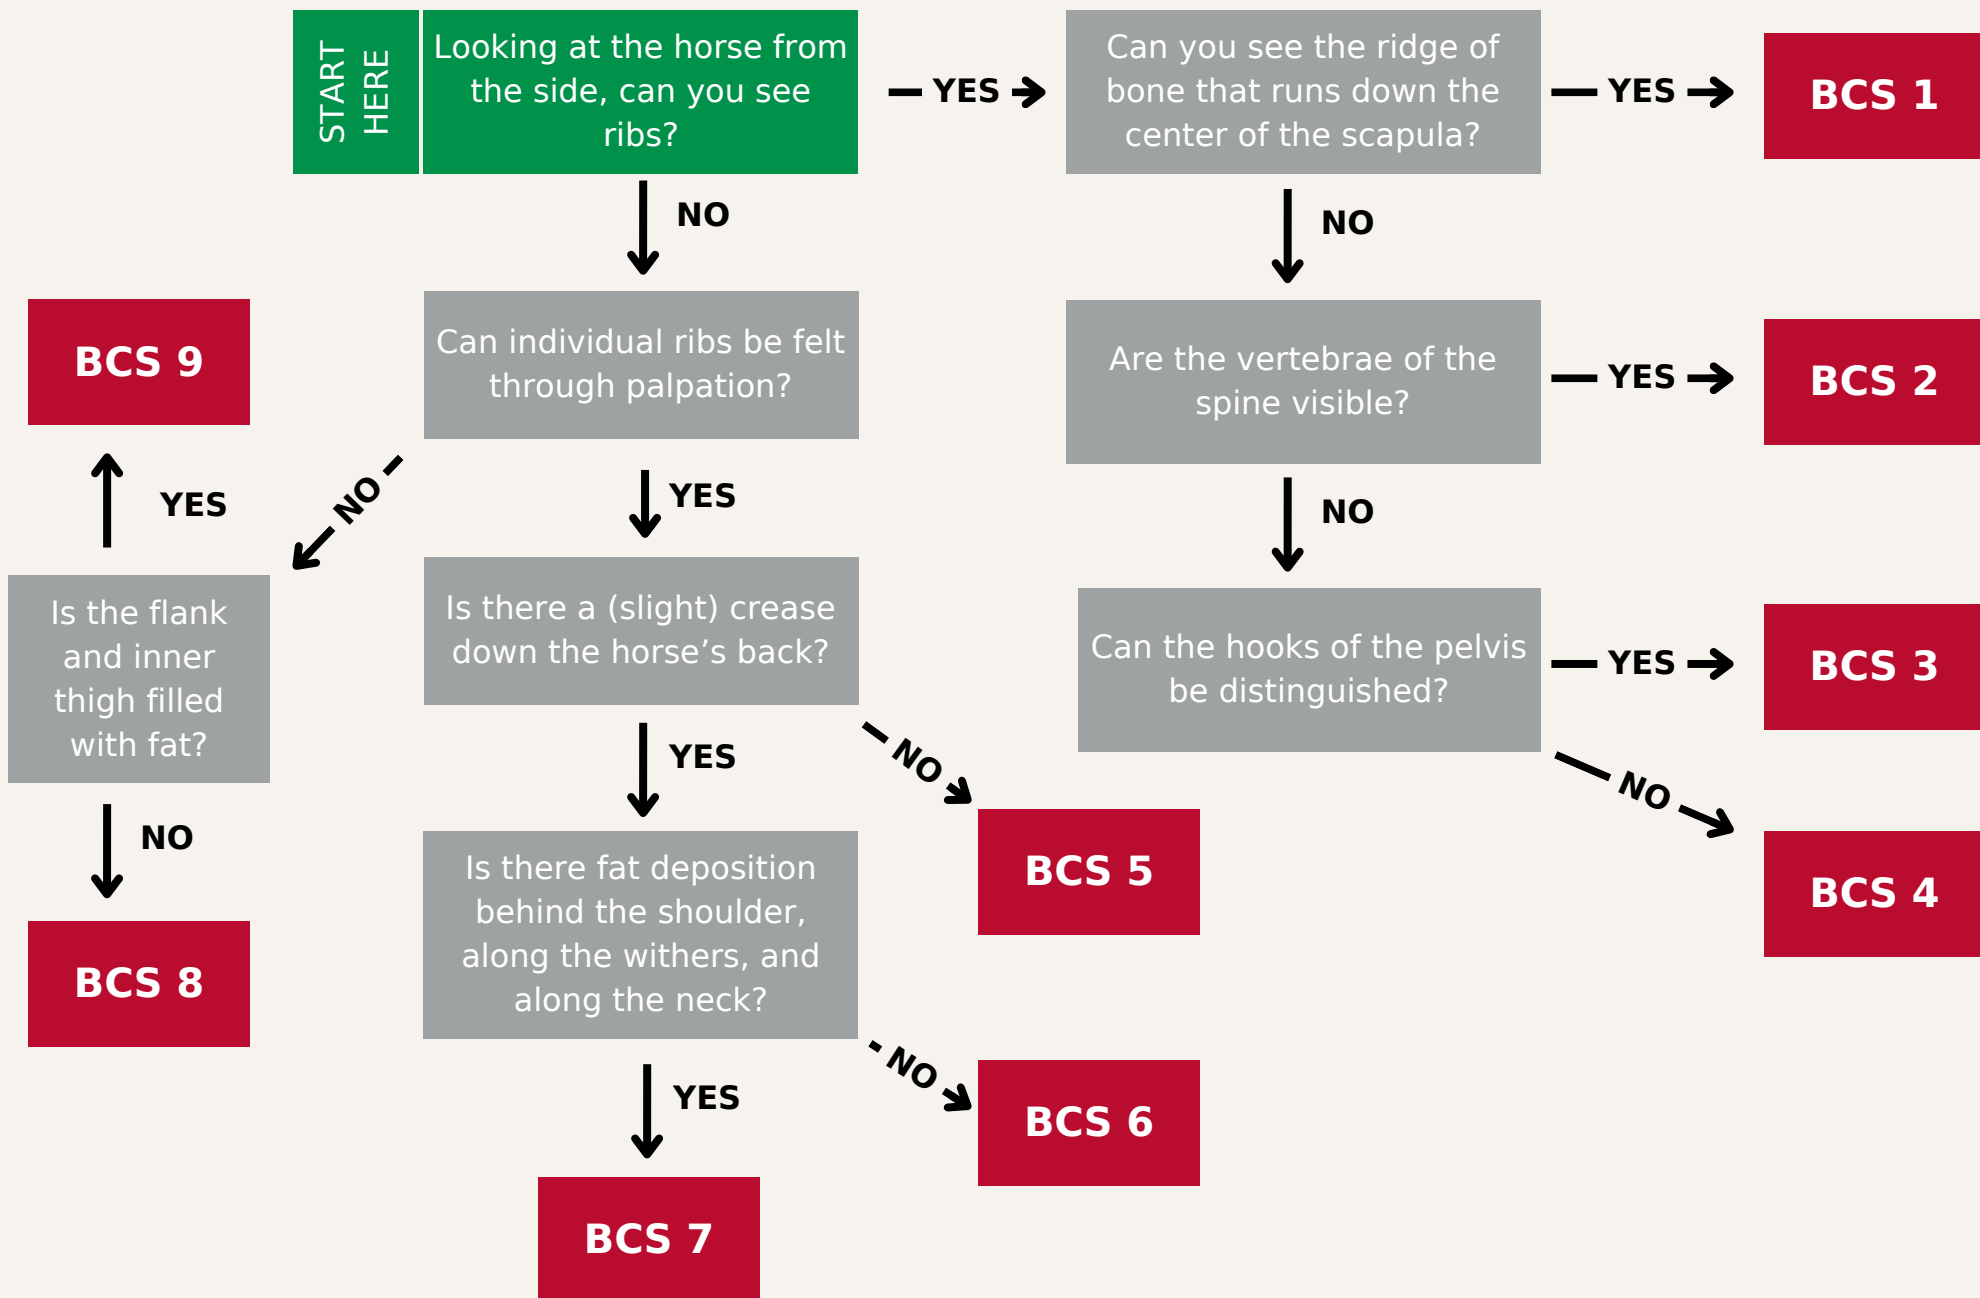 START
HERE
Looking at the horse from
the side, can you see
ribs?
YES
Can you see the ridge of
bone that runs down the
center of the scapula?
YES
BCS 1
NO
NO
BCS 9
Can individual ribs be felt
through palpation?
Are the vertebrae of the
spine visible?
YES
BCS 2
YES
NO
YES
NO
Is the flank
and inner
thigh filled
with fat?
Is there a (slight) crease
down the horse’s back?
Can the hooks of the pelvis
be distinguished?
YES
BCS 3
YES
NO
NO
NO
BCS 5
BCS 4
Is there fat deposition
behind the shoulder,
along the withers, and
along the neck?
BCS 8
NO
YES
BCS 6
BCS 7